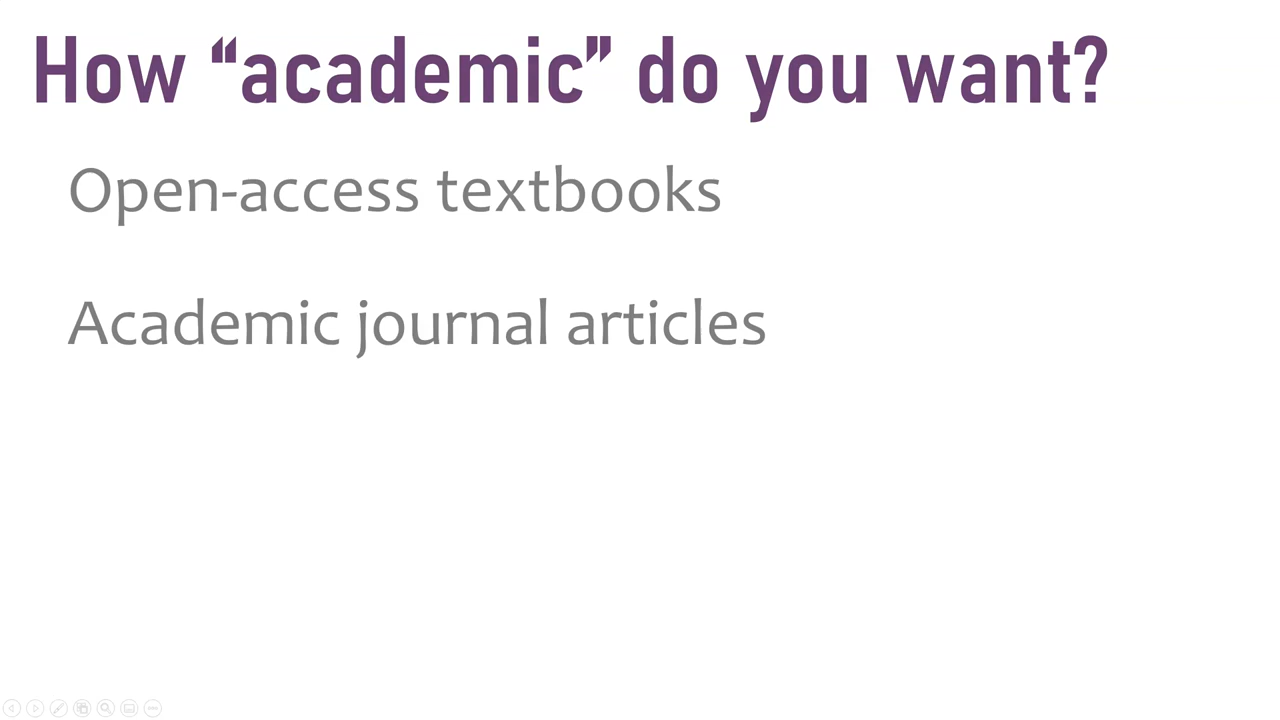 How “academic” do you want?
Open-access textbooks
Academic journal articles